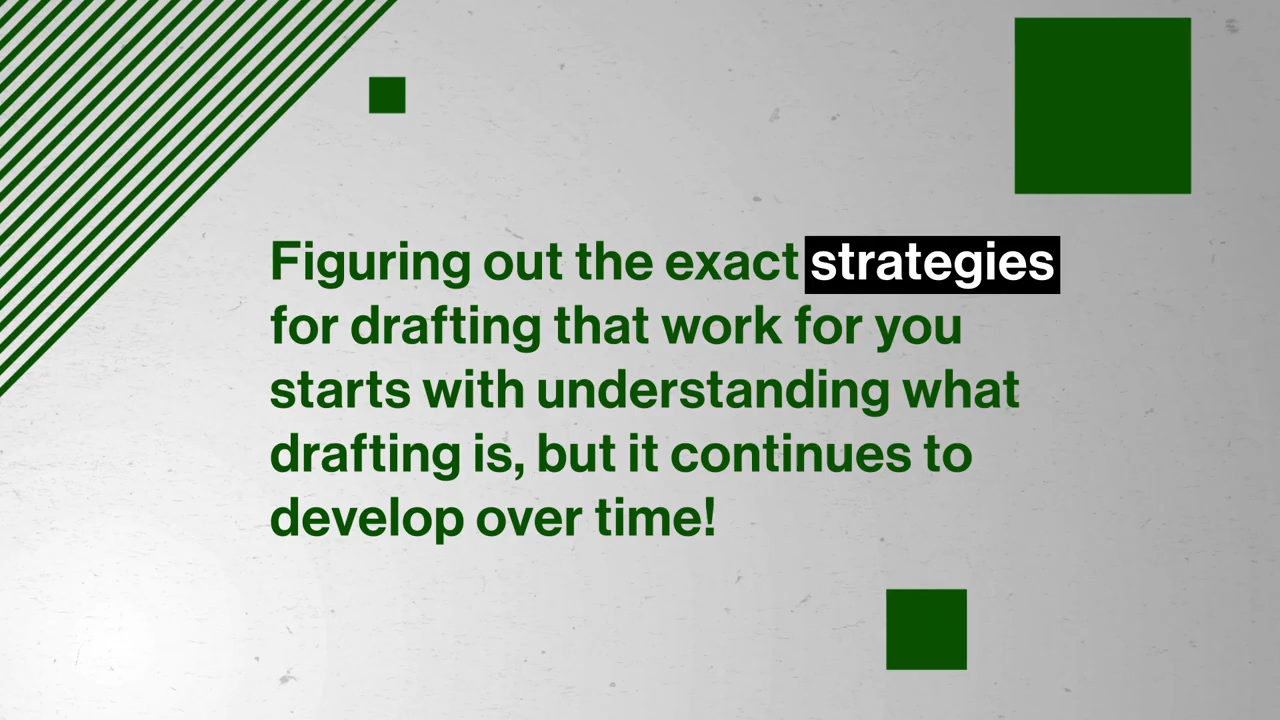 Figuring out the exact strategies
for drafting that work for you
starts with understanding what
drafting is, but it continues to
develop over time!